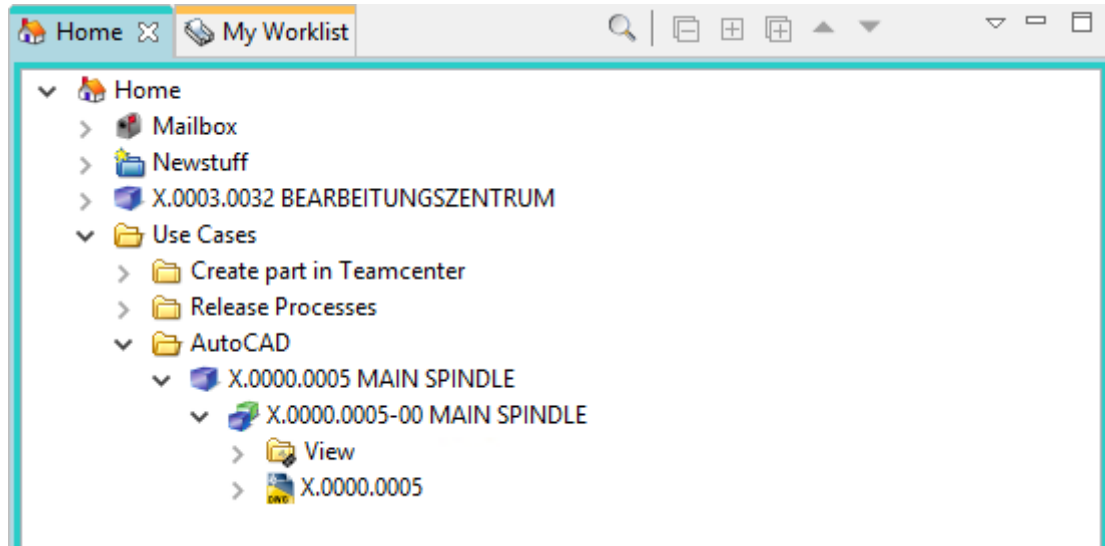 Home My Worklist
Home
Mailbox
Newstuff
X.0003.0032 BEARBEITUNGSZENTRUM
Use Cases
Create part in Teamcenter
Release Processes
AutoCAD
X.0000.0005 MAIN SPINDLE
X.0000.0005-00 MAIN SPINDLE
View
DWG X.0000.0005